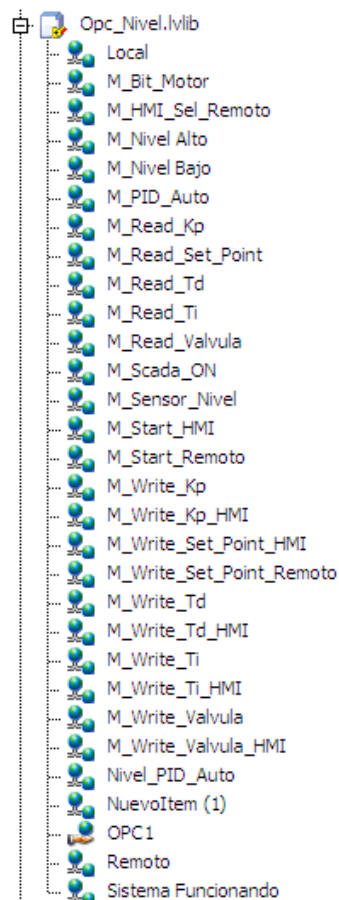 Opc_Nivel.lvlib
Local
M_Bit_Motor
M_HMI_Sel_Remoto
M_Nivel Alto
M_Nivel Bajo
M_PID_Auto
M_Read_Kp
M_Read_Set_Point
M_Read_Td
M_Read_Ti
M_Read_Valvula
M_Scada_ON
M_Sensor_Nivel
M_Start_HMI
M_Start_Remoto
M_Write_Kp
M_Write_Kp_HMI
M_Write_Set_Point_HMI
M_Write_Set_Point_Remoto
M_Write_Td
M_Write_Td_HMI
M_Write_Ti
M_Write_Ti_HMI
M_Write_Valvula
M_Write_Valvula_HMI
Nivel_PID_Auto
NuevoItem (1)
OPC1
Remoto
Sistema Funcionando